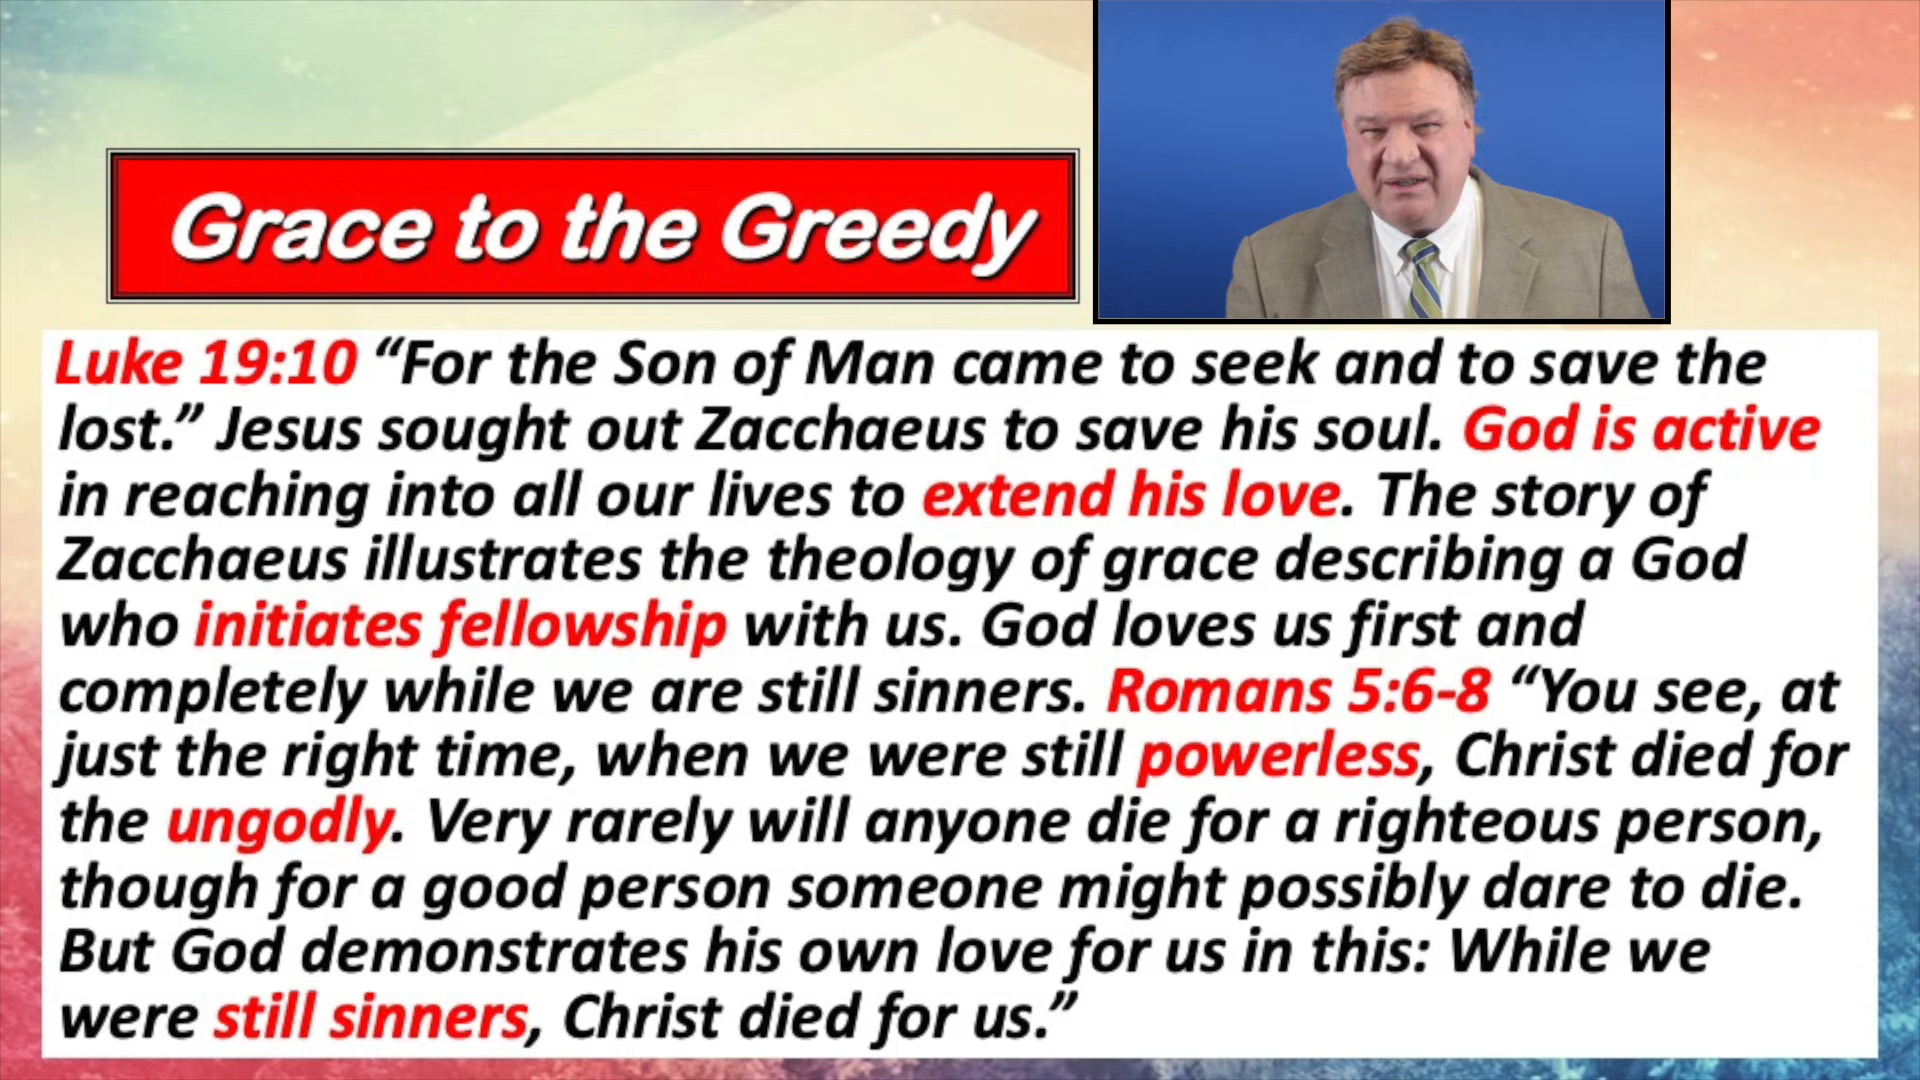 Grace to the Greedy
Luke 19:10 “For the Son of Man came to seek and to save the
lost.” Jesus sought out Zacchaeus to save his soul. God is active
in reaching into all our lives to extend his love. The story of
Zacchaeus illustrates the theology of grace describing a God
who initiates fellowship with us. God loves us first and
completely while we are still sinners. Romans 5:6-8 “You see, at
just the right time, when we were still powerless, Christ died for
the ungodly. Very rarely will anyone die for a righteous person,
though for a good person someone might possibly dare to die.
But God demonstrates his own love for us in this: While we
were still sinners, Christ died for us.”